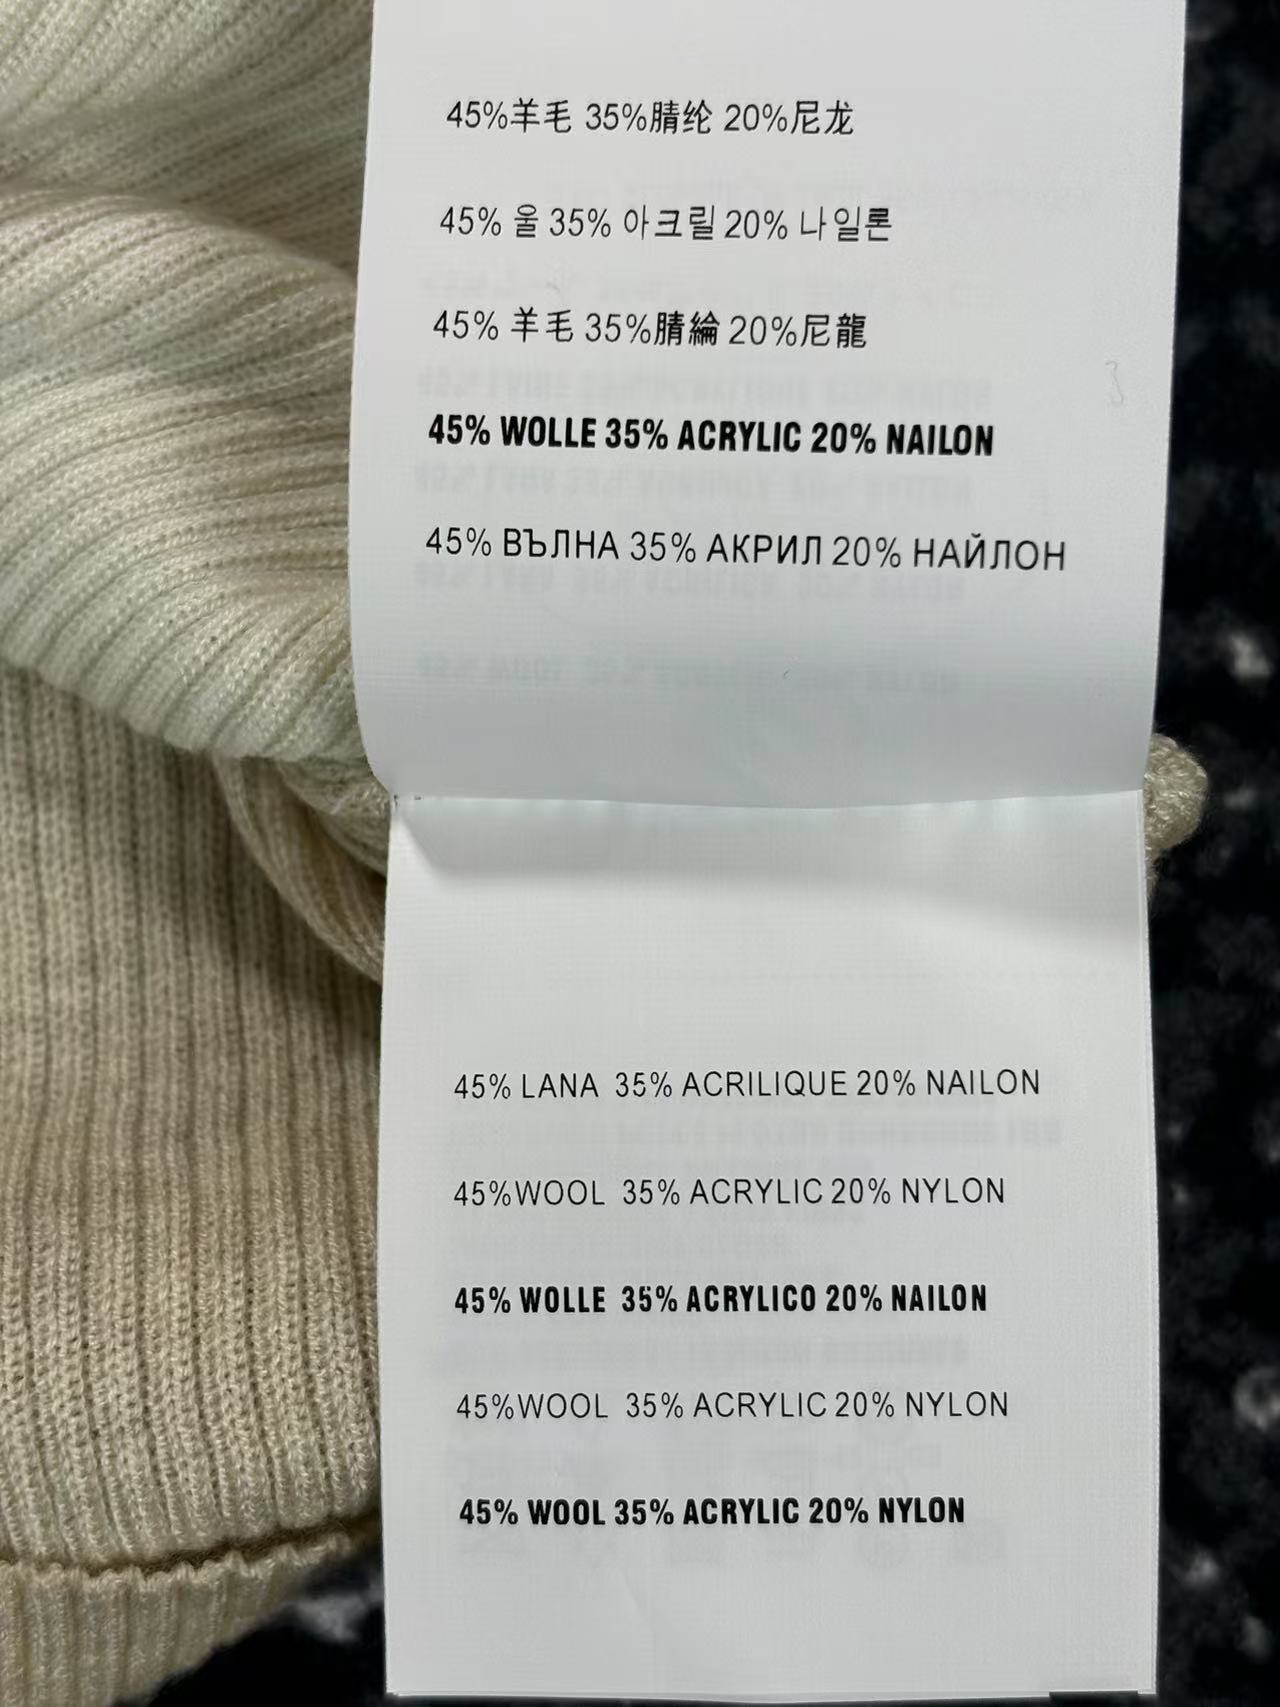 45%羊毛 35%腈纶 20%尼龙
45% 울 35% 아크릴 20% 나일론
45% 羊毛 35%腈綸 20%尼龍
45% WOLLE 35% ACRYLIC 20% NAILON
45% ВЪЛНА 35% АКРИЛ 20% НАЙЛОН
45% LANA 35% ACRILIQUE 20% NAILON
45%WOOL 35% ACRYLIC 20% NYLON
45% WOLLE 35% ACRYLICO 20% NAILON
45%WOOL 35% ACRYLIC 20% NYLON
45% WOOL 35% ACRYLIC 20% NYLON